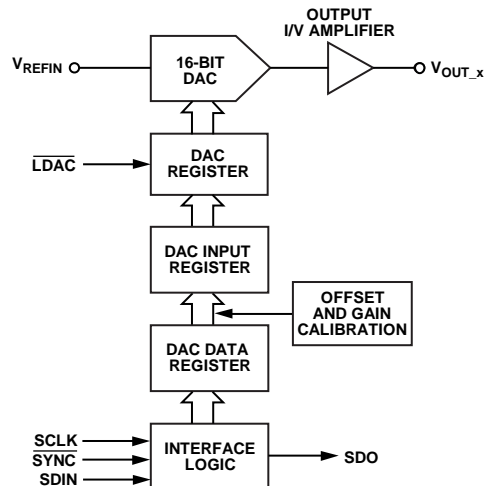 OUTPUT
I/V AMPLIFIER
VREFIN
16-BIT
DAC
VOUT_x
LDAC
DAC
REGISTER
DAC INPUT
REGISTER
OFFSET
AND GAIN
CALIBRATION
DAC DATA
REGISTER
SCLK
SYNC
SDIN
INTERFACE
LOGIC
SDO